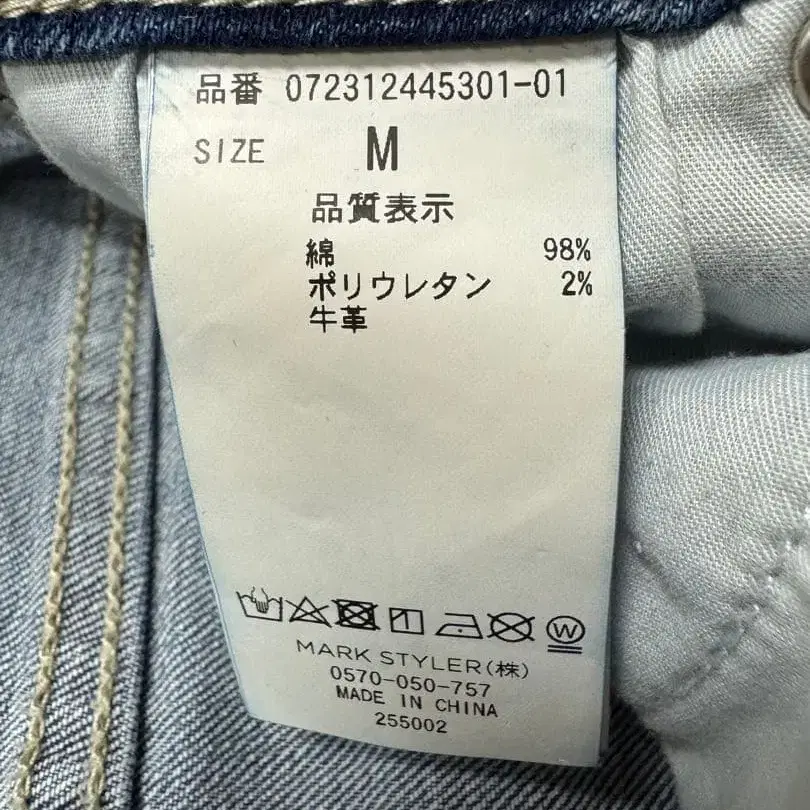 品番 072312445301-01
SIZE M
品質表示
綿 98%
ポリウレタン 2%
牛革
W
MARK STYLER(株)
0570-050-757
MADE IN CHINA
255002